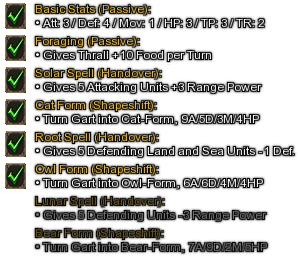 Basic Stats (Passive):
• Att: 3 / Def: 4 / Mov: 1 / HP: 3 / TP: 3 / TR: 2
Foraging (Passive):
• Gives Thrall +10 Food per Turn
Solar Spell (Handover):
• Gives 5 Attacking Units +3 Range Power
Cat Form (Shapeshift):
• Turn Gart into Cat-Form, 9A/5D/3M/4HP
Root Spell (Handover):
• Gives 5 Defending Land and Sea Units -1 Def.
Owl Form (Shapeshift):
• Turn Gart into Owl-Form, 6A/6D/4M/4HP
Lunar Spell (Handover):
• Gives 5 Defending Units -3 Range Power
Bear Form (Shapeshift):
• Turn Gart into Bear-Form,